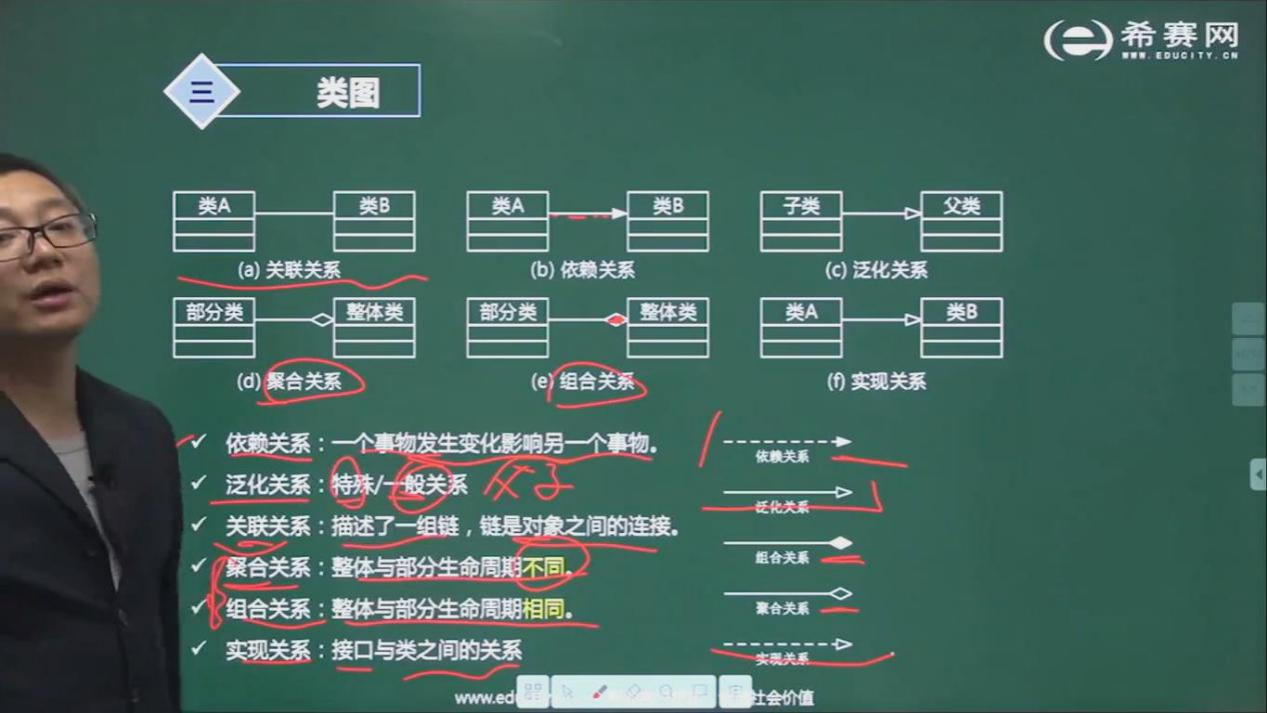 希赛网
WWW.EDUCITY.CN
三 类图
类A 类B 类A 类B 子类 父类
(a) 关联关系 (b) 依赖关系 (c) 泛化关系
部分类 整体类 部分类 整体类 类A 类B
(d) 聚合关系 (e) 组合关系 (f) 实现关系
✓ 依赖关系：一个事物发生变化影响另一个事物。
✓ 泛化关系：特殊/一般关系 父子
✓ 关联关系：描述了一组链，链是对象之间的连接。
✓ 聚合关系：整体与部分生命周期不同。
✓ 组合关系：整体与部分生命周期相同。
✓ 实现关系：接口与类之间的关系
依赖关系
泛化关系
组合关系
聚合关系
实现关系
www.edu
社会价值